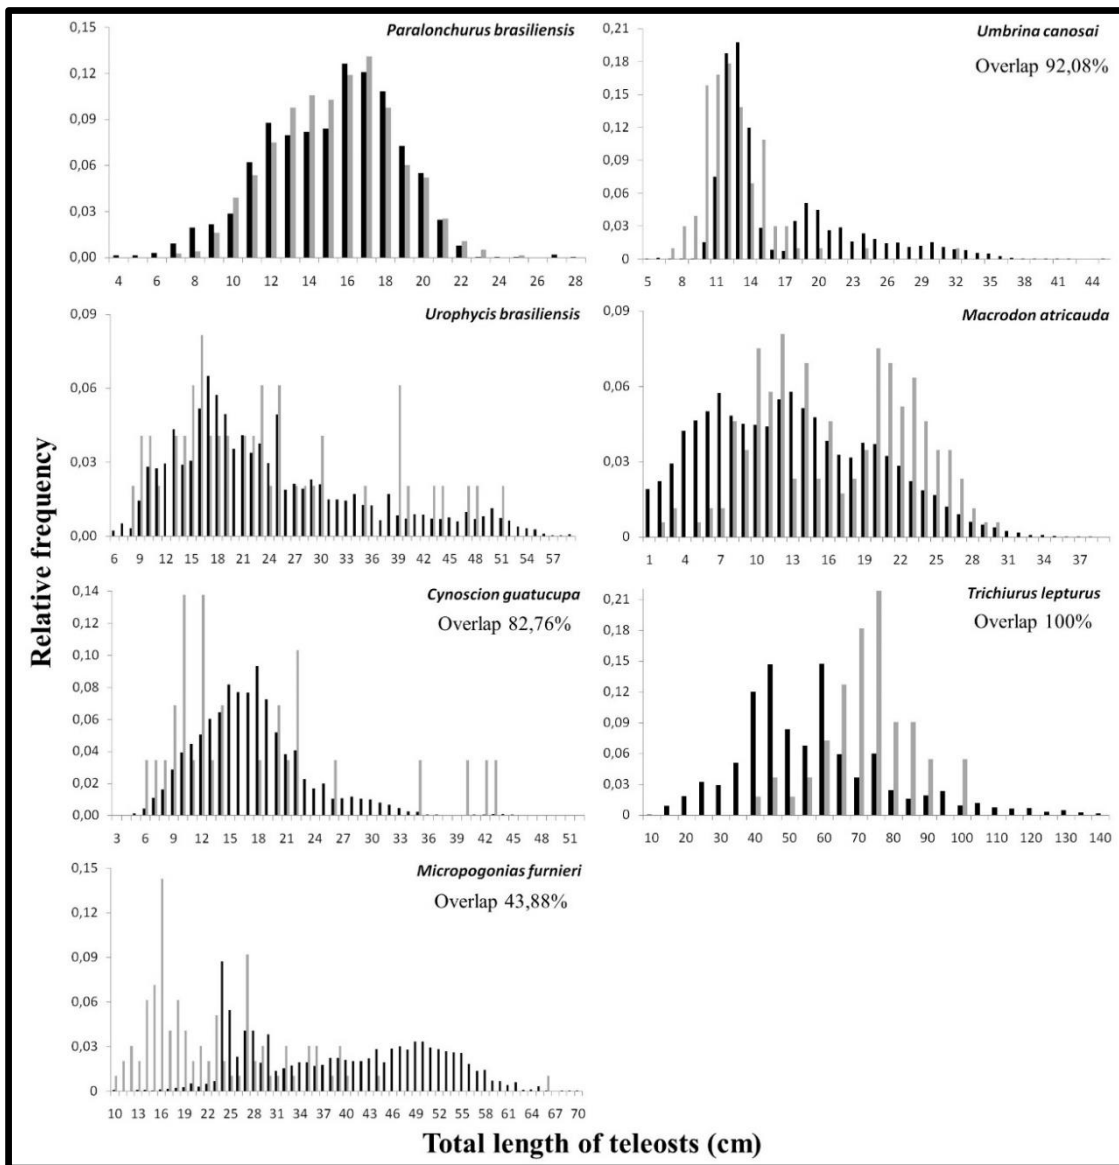 Relative frequency
Paralonchurus brasiliensis
0,15
0,12
0,09
0,06
0,03
0,00
4 6 8 10 12 14 16 18 20 22 24 26 28
Umbrina canosai
Overlap 92,08%
0,21
0,18
0,15
0,12
0,09
0,06
0,03
0
5 8 11 14 17 20 23 26 29 32 35 38 41 44
Urophycis brasiliensis
0,09
0,06
0,03
0,00
6 9 12 15 18 21 24 27 30 33 36 39 42 45 48 51 54 57
Macrodon atricauda
0,09
0,06
0,03
0
1 4 7 10 13 16 19 22 25 28 31 34 37
Cynoscion guatucupa
Overlap 82,76%
0,14
0,12
0,10
0,08
0,06
0,04
0,02
0,00
3 6 9 12 15 18 21 24 27 30 33 36 39 42 45 48 51
Trichiurus lepturus
Overlap 100%
0,21
0,18
0,15
0,12
0,09
0,06
0,03
0
10 20 30 40 50 60 70 80 90 100 110 120 130 140
Micropogonias furnieri
Overlap 43,88%
0,15
0,12
0,09
0,06
0,03
0
10 13 16 19 22 25 28 31 34 37 40 43 46 49 52 55 58 61 64 67 70
Total length of teleosts (cm)